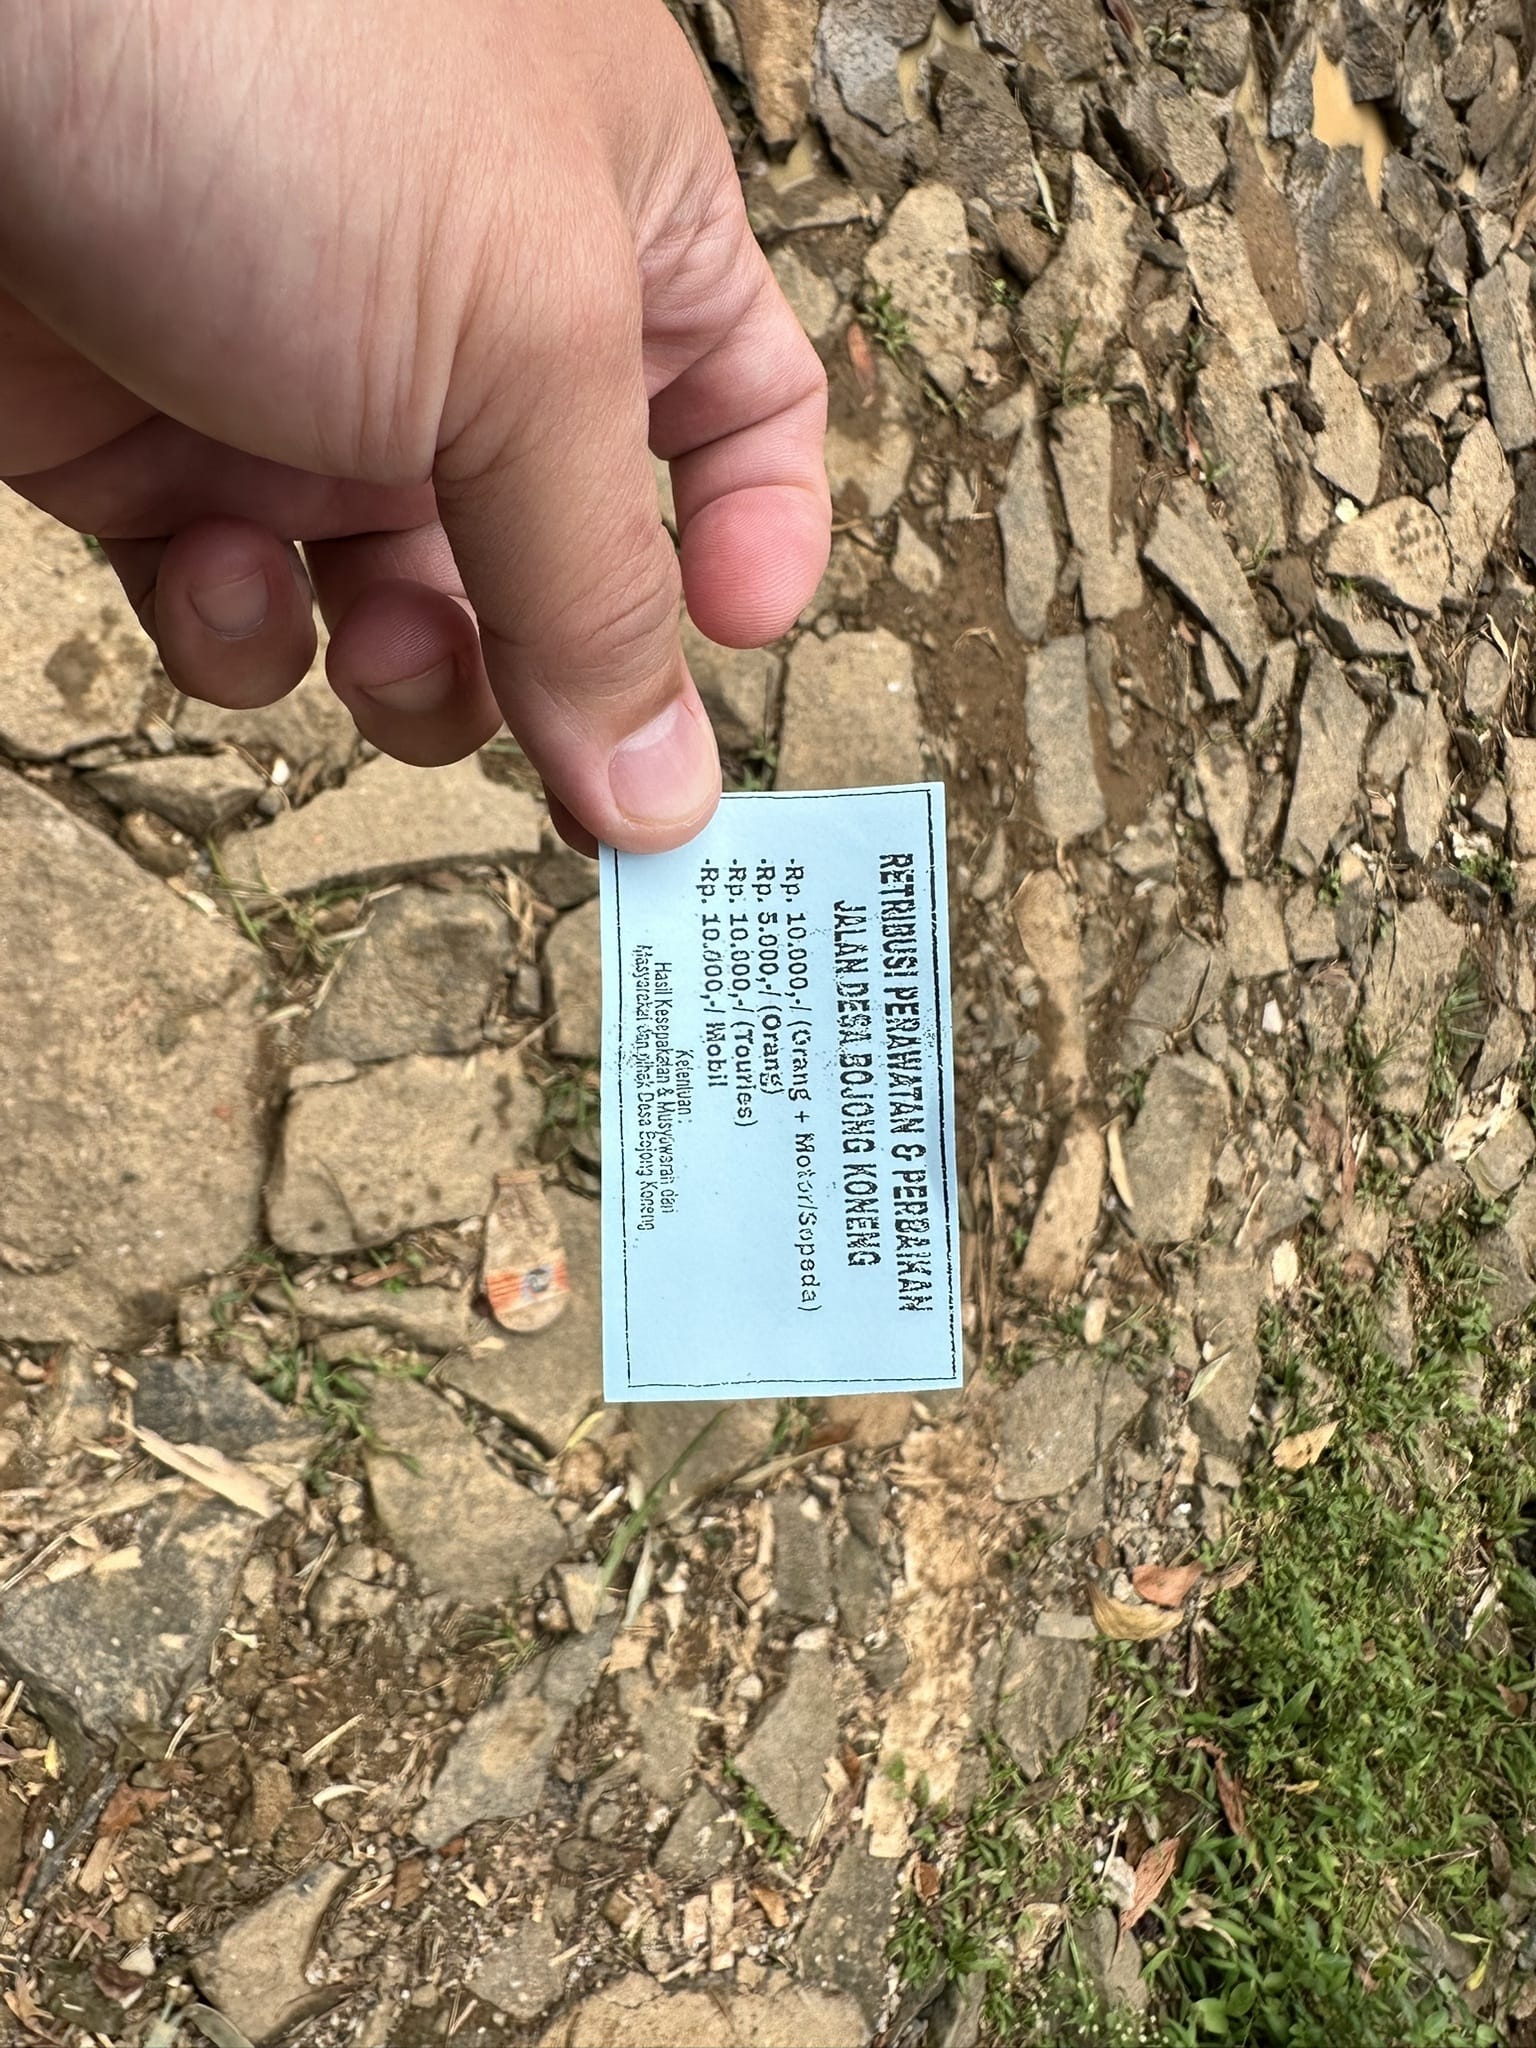 RETRIBUSI PERAWATAN & PERBAIKAN
JALAN DESA BOJONG KONENG
-Rp. 10.000,-/ (Orang + Motor/Sepeda)
-Rp. 5.000,-/ (Orang)
-Rp. 10.000,-/ (Touries)
-Rp. 10.000,-/ Mobil
Ketentuan :
Hasil Kesepakatan & Musyawarah dari
Masyarakat dan pihak Desa Bojong Koneng